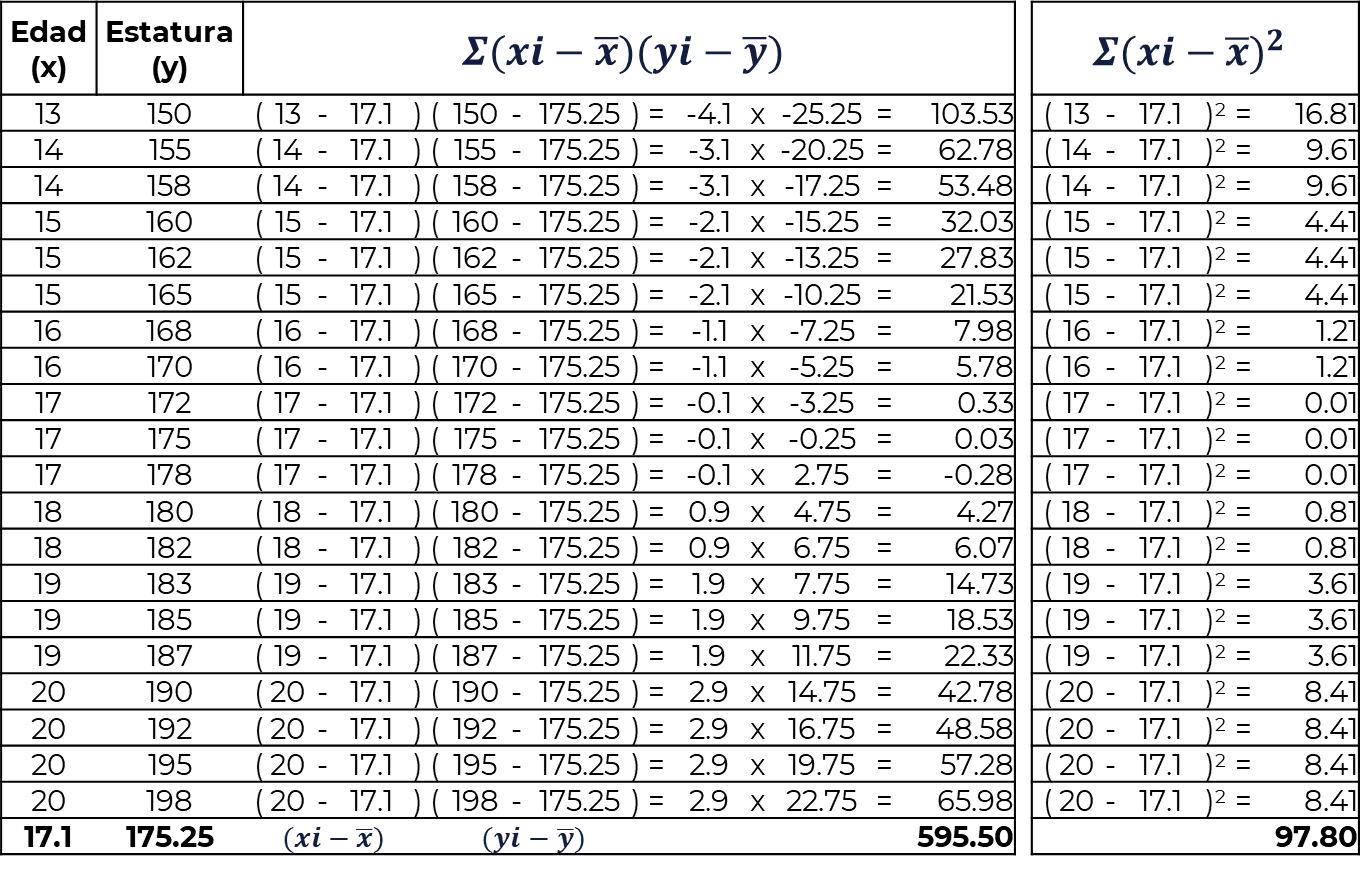 Edad (x) Estatura (y) Σ(xi − x̅)(yi − y̅) Σ(xi − x̅)²
13 150 ( 13 - 17.1 ) ( 150 - 175.25 ) = -4.1 x -25.25 = 103.53 ( 13 - 17.1 )² = 16.81
14 155 ( 14 - 17.1 ) ( 155 - 175.25 ) = -3.1 x -20.25 = 62.78 ( 14 - 17.1 )² = 9.61
14 158 ( 14 - 17.1 ) ( 158 - 175.25 ) = -3.1 x -17.25 = 53.48 ( 14 - 17.1 )² = 9.61
15 160 ( 15 - 17.1 ) ( 160 - 175.25 ) = -2.1 x -15.25 = 32.03 ( 15 - 17.1 )² = 4.41
15 162 ( 15 - 17.1 ) ( 162 - 175.25 ) = -2.1 x -13.25 = 27.83 ( 15 - 17.1 )² = 4.41
15 165 ( 15 - 17.1 ) ( 165 - 175.25 ) = -2.1 x -10.25 = 21.53 ( 15 - 17.1 )² = 4.41
16 168 ( 16 - 17.1 ) ( 168 - 175.25 ) = -1.1 x -7.25 = 7.98 ( 16 - 17.1 )² = 1.21
16 170 ( 16 - 17.1 ) ( 170 - 175.25 ) = -1.1 x -5.25 = 5.78 ( 16 - 17.1 )² = 1.21
17 172 ( 17 - 17.1 ) ( 172 - 175.25 ) = -0.1 x -3.25 = 0.33 ( 17 - 17.1 )² = 0.01
17 175 ( 17 - 17.1 ) ( 175 - 175.25 ) = -0.1 x -0.25 = 0.03 ( 17 - 17.1 )² = 0.01
17 178 ( 17 - 17.1 ) ( 178 - 175.25 ) = -0.1 x 2.75 = -0.28 ( 17 - 17.1 )² = 0.01
18 180 ( 18 - 17.1 ) ( 180 - 175.25 ) = 0.9 x 4.75 = 4.27 ( 18 - 17.1 )² = 0.81
18 182 ( 18 - 17.1 ) ( 182 - 175.25 ) = 0.9 x 6.75 = 6.07 ( 18 - 17.1 )² = 0.81
19 183 ( 19 - 17.1 ) ( 183 - 175.25 ) = 1.9 x 7.75 = 14.73 ( 19 - 17.1 )² = 3.61
19 185 ( 19 - 17.1 ) ( 185 - 175.25 ) = 1.9 x 9.75 = 18.53 ( 19 - 17.1 )² = 3.61
19 187 ( 19 - 17.1 ) ( 187 - 175.25 ) = 1.9 x 11.75 = 22.33 ( 19 - 17.1 )² = 3.61
20 190 ( 20 - 17.1 ) ( 190 - 175.25 ) = 2.9 x 14.75 = 42.78 ( 20 - 17.1 )² = 8.41
20 192 ( 20 - 17.1 ) ( 192 - 175.25 ) = 2.9 x 16.75 = 48.58 ( 20 - 17.1 )² = 8.41
20 195 ( 20 - 17.1 ) ( 195 - 175.25 ) = 2.9 x 19.75 = 57.28 ( 20 - 17.1 )² = 8.41
20 198 ( 20 - 17.1 ) ( 198 - 175.25 ) = 2.9 x 22.75 = 65.98 ( 20 - 17.1 )² = 8.41
17.1 175.25 (xi − x̅) (yi − y̅) 595.50 97.80